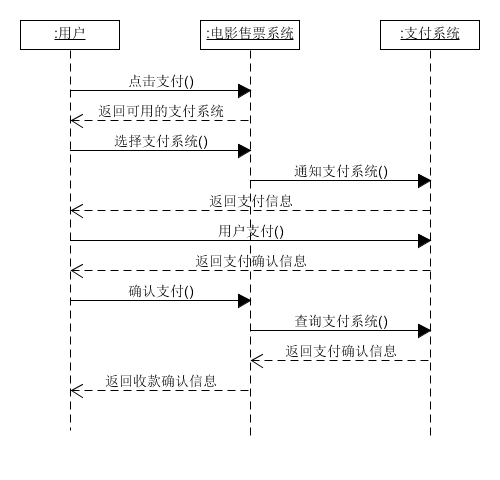 :用户
:电影售票系统
:支付系统
点击支付()
返回可用的支付系统
选择支付系统()
通知支付系统()
返回支付信息
用户支付()
返回支付确认信息
确认支付()
查询支付系统()
返回支付确认信息
返回收款确认信息